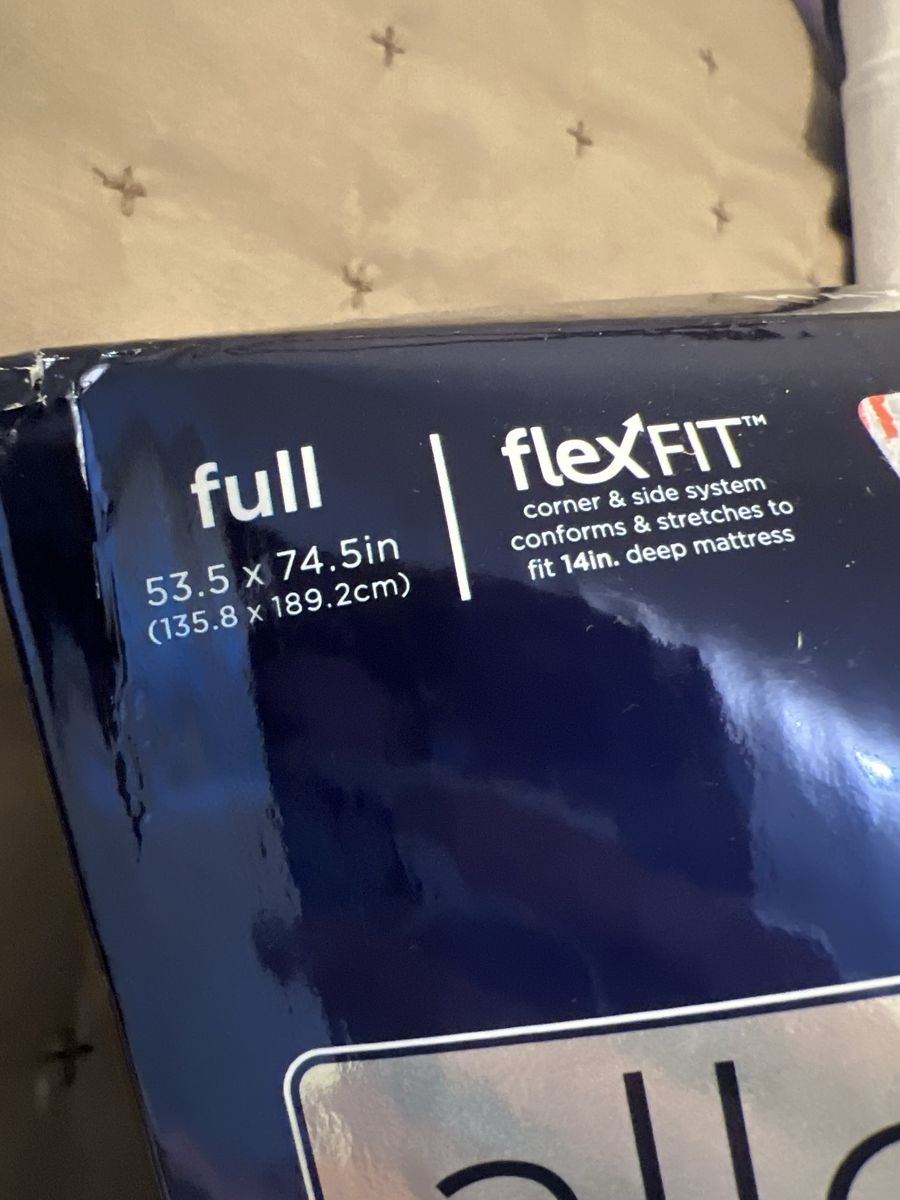 full
53.5 x 74.5in
(135.8 x 189.2cm)
flexFIT™
corner & side system
conforms & stretches to
fit 14in. deep mattress